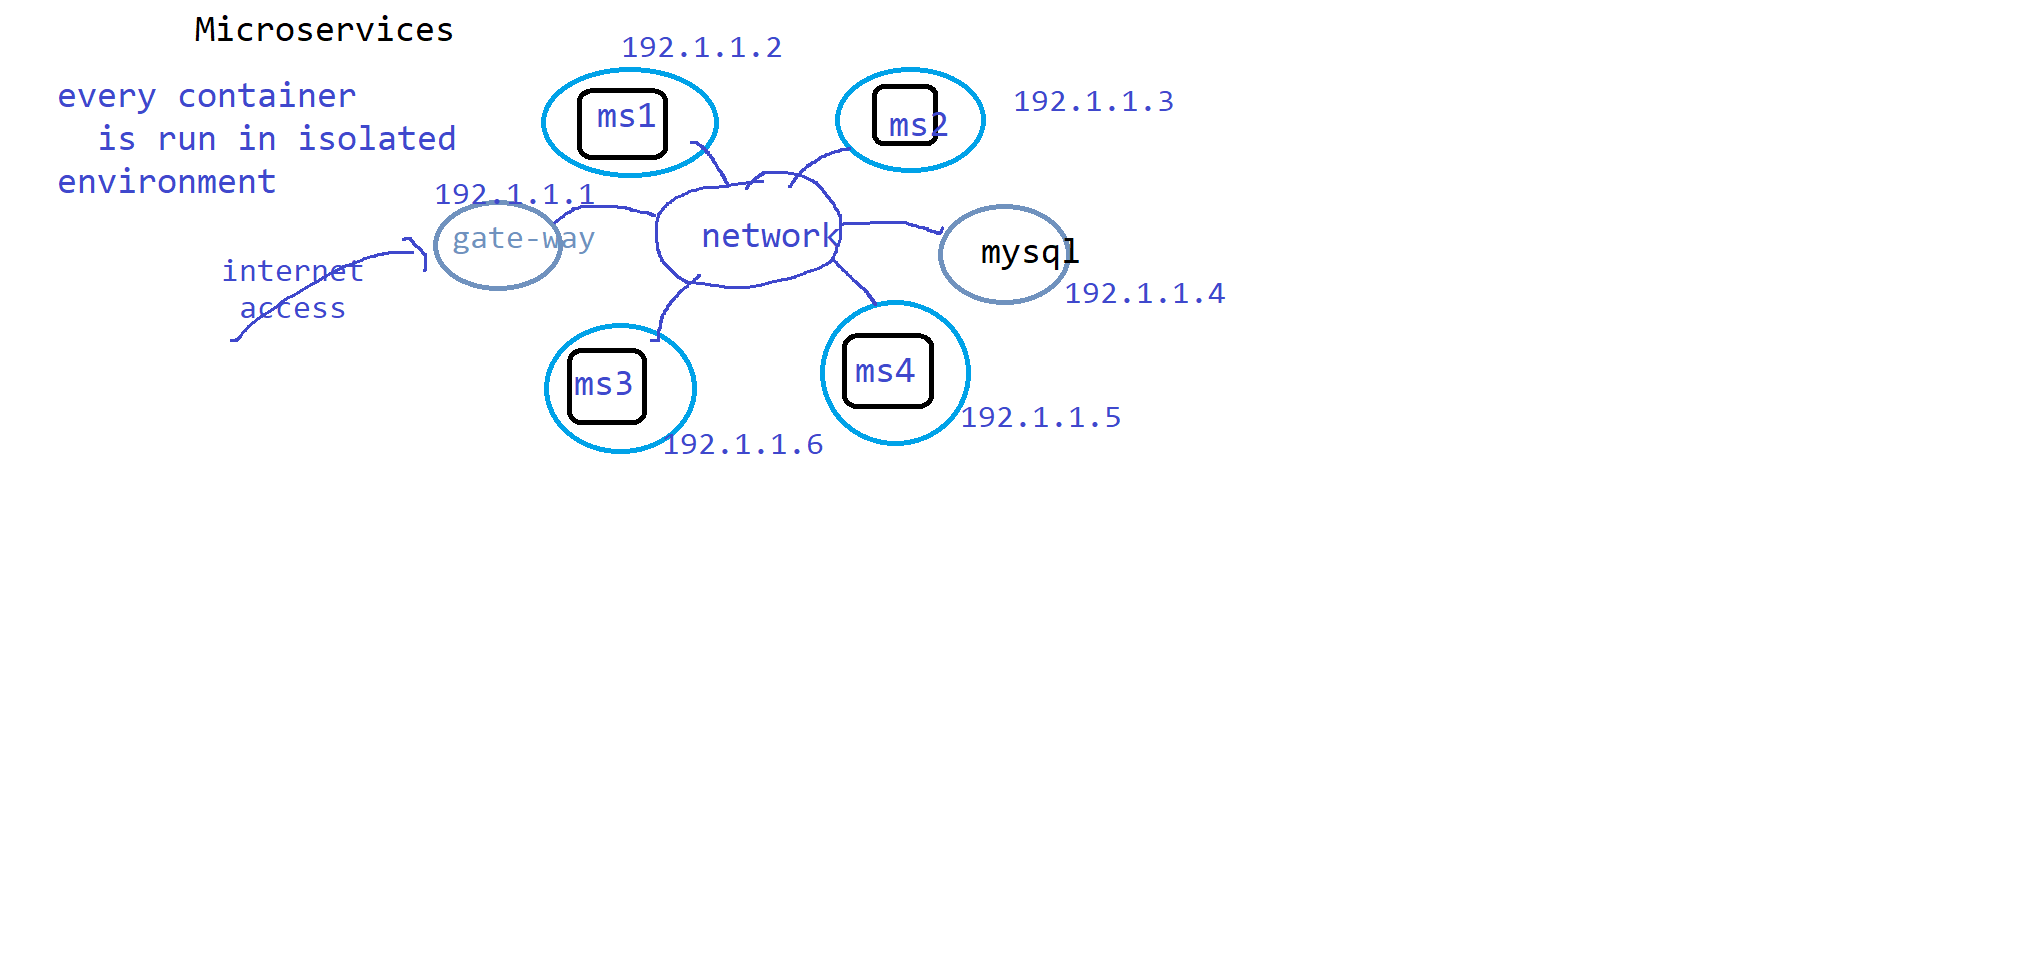 Microservices
every container
is run in isolated
environment
192.1.1.2
ms1
ms2
192.1.1.3
192.1.1.1
gate-way
network
mysql
192.1.1.4
internet
access
ms3
192.1.1.6
ms4
192.1.1.5